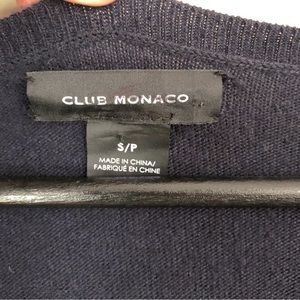 CLUB MONACO
S/P
MADE IN CHINA/
FABRIQUÉ EN CHINE